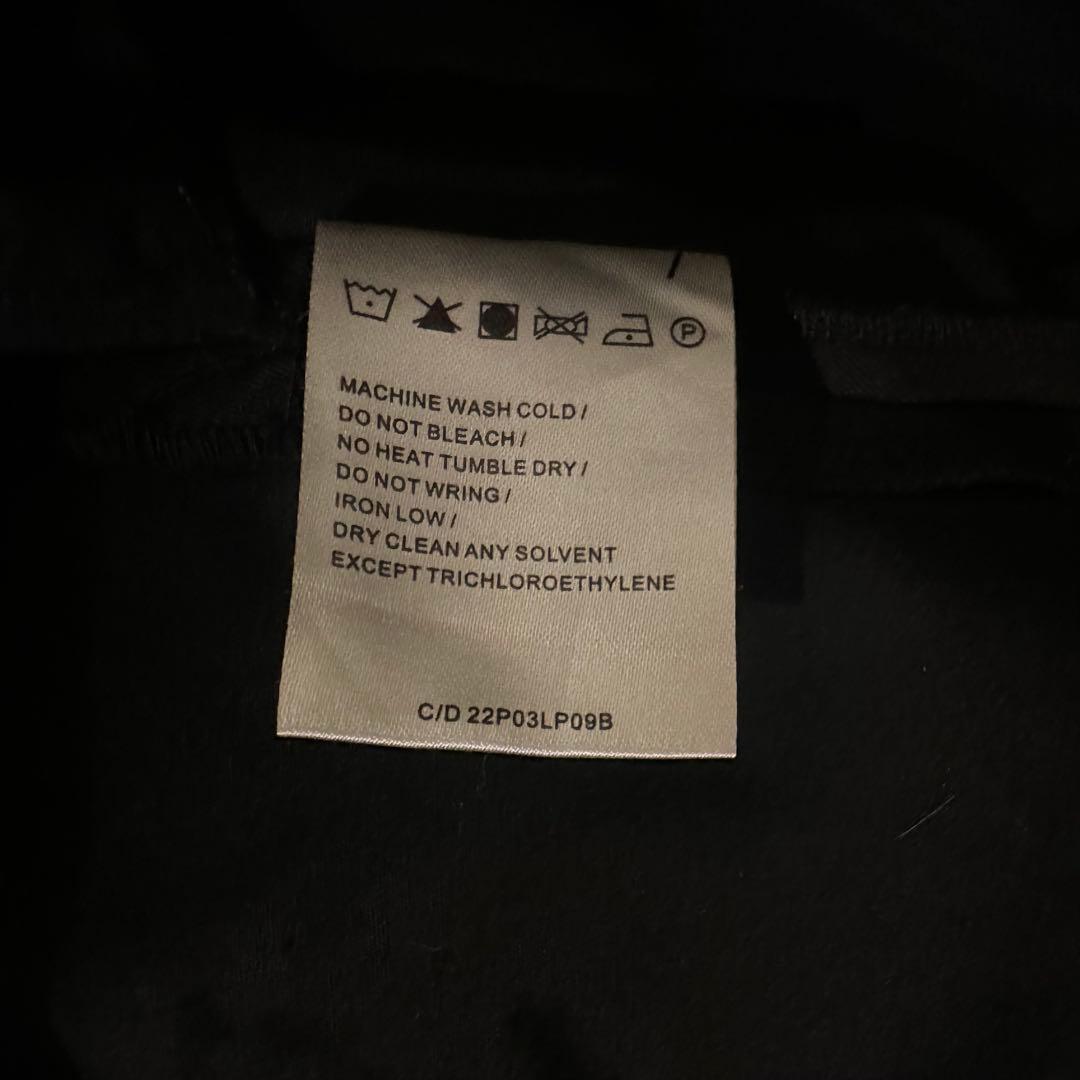 P
MACHINE WASH COLD /
DO NOT BLEACH /
NO HEAT TUMBLE DRY /
DO NOT WRING /
IRON LOW /
DRY CLEAN ANY SOLVENT
EXCEPT TRICHLOROETHYLENE
C/D 22P03LP09B